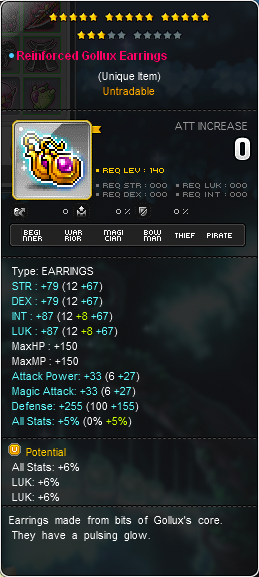 Reinforced Gollux Earrings
(Unique Item)
Untradable
ATT INCREASE
0
REQ LEV : 140
REQ STR : 000 REQ LUK : 000
REQ DEX : 000 REQ INT : 000
0 0 % 0 %
BEGINNER WARRIOR MAGICIAN BOWMAN THIEF PIRATE
Type: EARRINGS
STR : +79 (12 +67)
DEX : +79 (12 +67)
INT : +87 (12 +8 +67)
LUK : +87 (12 +8 +67)
MaxHP : +150
MaxMP : +150
Attack Power: +33 (6 +27)
Magic Attack: +33 (6 +27)
Defense: +255 (100 +155)
All Stats: +5% (0% +5%)
Potential
All Stats: +6%
LUK: +6%
LUK: +6%
Earrings made from bits of Gollux's core.
They have a pulsing glow.